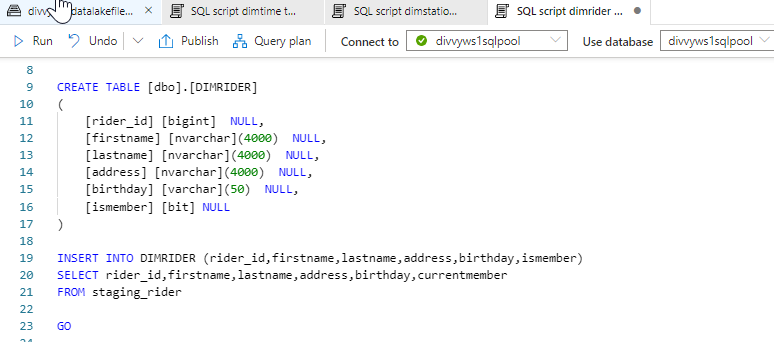 divvy datalakefile... ×
SQL script dimtime t...
SQL script dimstatio...
SQL script dimrider ...
Run
Undo
Publish
Query plan
Connect to
divvyws1sqlpool
Use database
divvyws1sqlpool
8
9 CREATE TABLE [dbo].[DIMRIDER]
10 (
11 [rider_id] [bigint] NULL,
12 [firstname] [nvarchar](4000) NULL,
13 [lastname] [nvarchar](4000) NULL,
14 [address] [nvarchar](4000) NULL,
15 [birthday] [varchar](50) NULL,
16 [ismember] [bit] NULL
17 )
18
19 INSERT INTO DIMRIDER (rider_id,firstname,lastname,address,birthday,ismember)
20 SELECT rider_id,firstname,lastname,address,birthday,currentmember
21 FROM staging_rider
22
23 GO